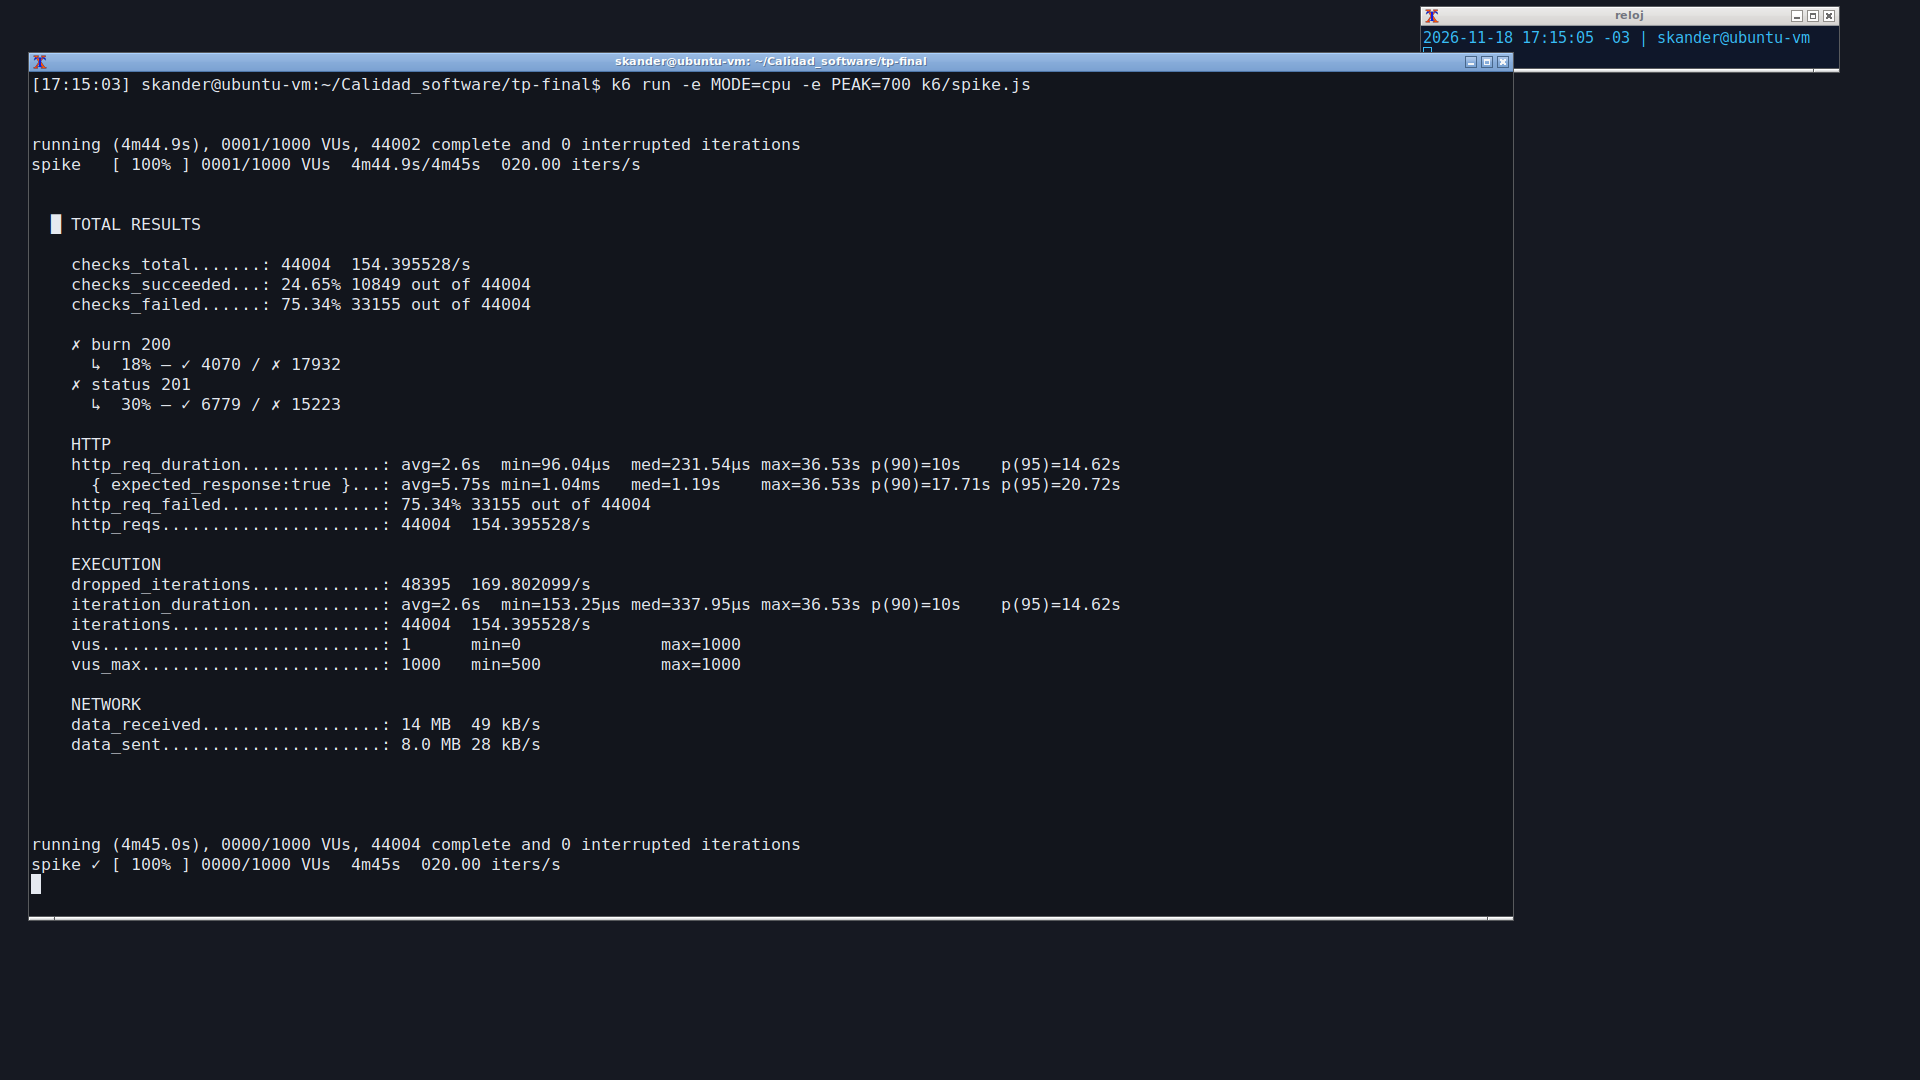 reloj
2026-11-18 17:15:05 -03 | skander@ubuntu-vm
skander@ubuntu-vm: ~/Calidad_software/tp-final
[17:15:03] skander@ubuntu-vm:~/Calidad_software/tp-final$ k6 run -e MODE=cpu -e PEAK=700 k6/spike.js
running (4m44.9s), 0001/1000 VUs, 44002 complete and 0 interrupted iterations
spike   [ 100% ] 0001/1000 VUs  4m44.9s/4m45s  020.00 iters/s
█ TOTAL RESULTS
checks_total.......: 44004  154.395528/s
checks_succeeded...: 24.65% 10849 out of 44004
checks_failed......: 75.34% 33155 out of 44004
✗ burn 200
↳  18% — ✓ 4070 / ✗ 17932
✗ status 201
↳  30% — ✓ 6779 / ✗ 15223
HTTP
http_req_duration..............: avg=2.6s  min=96.04µs  med=231.54µs max=36.53s p(90)=10s    p(95)=14.62s
{ expected_response:true }...: avg=5.75s min=1.04ms   med=1.19s    max=36.53s p(90)=17.71s p(95)=20.72s
http_req_failed................: 75.34% 33155 out of 44004
http_reqs......................: 44004  154.395528/s
EXECUTION
dropped_iterations.............: 48395  169.802099/s
iteration_duration.............: avg=2.6s  min=153.25µs med=337.95µs max=36.53s p(90)=10s    p(95)=14.62s
iterations.....................: 44004  154.395528/s
vus............................: 1      min=0              max=1000
vus_max........................: 1000   min=500            max=1000
NETWORK
data_received..................: 14 MB  49 kB/s
data_sent......................: 8.0 MB 28 kB/s
running (4m45.0s), 0000/1000 VUs, 44004 complete and 0 interrupted iterations
spike ✓ [ 100% ] 0000/1000 VUs  4m45s  020.00 iters/s